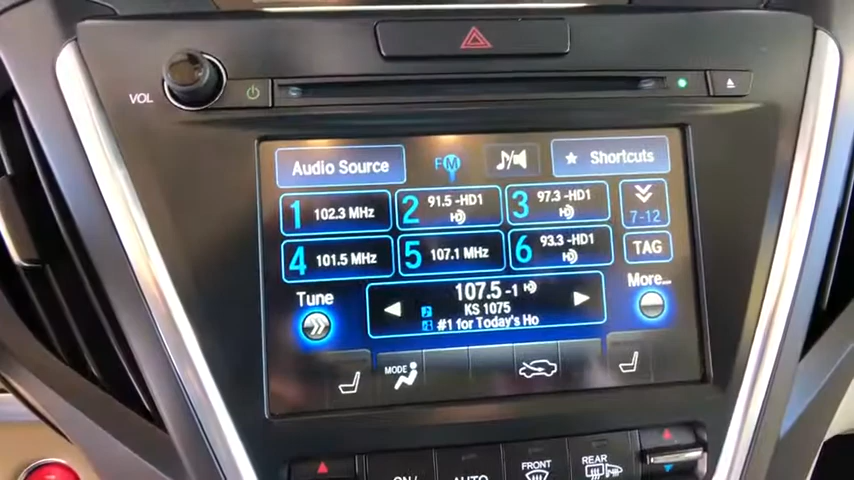 VOL
Audio Source
FM
Shortcuts
1 102.3 MHz
2 91.5-HD1
3 97.3-HD1
7-12
4 101.5 MHz
5 107.1 MHz
6 93.3-HD1
TAG
Tune
107.5-1
KS 1075
#1 for Today's Ho
More...
MODE
ON/
AUTO
FRONT
REAR